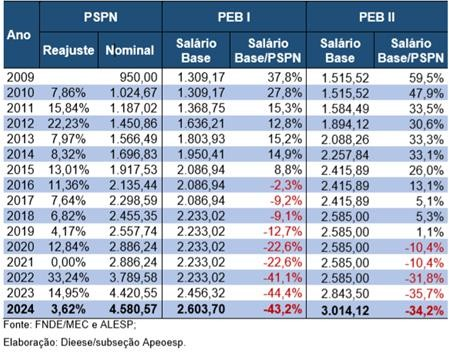 Ano PSPN PEB I PEB II
Reajuste Nominal Salário Base Salário Base/PSPN Salário Base Salário Base/PSPN
2009 950,00 1.309,17 37,8% 1.515,52 59,5%
2010 7,86% 1.024,67 1.309,17 27,8% 1.515,52 47,9%
2011 15,84% 1.187,02 1.368,75 15,3% 1.584,49 33,5%
2012 22,23% 1.450,86 1.636,21 12,8% 1.894,12 30,6%
2013 7,97% 1.566,49 1.803,93 15,2% 2.088,26 33,3%
2014 8,32% 1.696,83 1.950,41 14,9% 2.257,84 33,1%
2015 13,01% 1.917,53 2.086,94 8,8% 2.415,89 26,0%
2016 11,36% 2.135,44 2.086,94 -2,3% 2.415,89 13,1%
2017 7,64% 2.298,59 2.086,94 -9,2% 2.415,89 5,1%
2018 6,82% 2.455,35 2.233,02 -9,1% 2.585,00 5,3%
2019 4,17% 2.557,74 2.233,02 -12,7% 2.585,00 1,1%
2020 12,84% 2.886,24 2.233,02 -22,6% 2.585,00 -10,4%
2021 0,00% 2.886,24 2.233,02 -22,6% 2.585,00 -10,4%
2022 33,24% 3.789,58 2.233,02 -41,1% 2.585,00 -31,8%
2023 14,95% 4.420,55 2.456,32 -44,4% 2.843,50 -35,7%
2024 3,62% 4.580,57 2.603,70 -43,2% 3.014,12 -34,2%
Fonte: FNDE/MEC e ALESP;
Elaboração: Dieese/subseção Apeoesp.